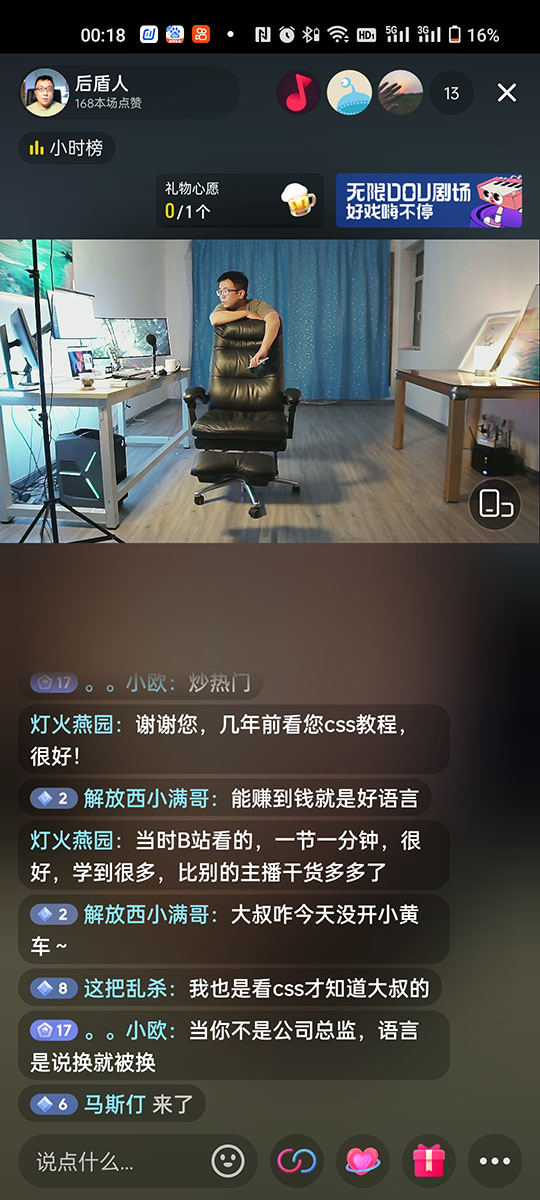 00:18
HD
5G
3G
16%
后盾人
168本场点赞
13
小时榜
礼物心愿
0/1个
无限DOU剧场
好戏嗨不停
17 。。小欧：炒热门
灯火燕园：谢谢您，几年前看您css教程，
很好！
2 解放西小满哥：能赚到钱就是好语言
灯火燕园：当时B站看的，一节一分钟，很
好，学到很多，比别的主播干货多多了
2 解放西小满哥：大叔咋今天没开小黄
车～
8 这把乱杀：我也是看css才知道大叔的
17 。。小欧：当你不是公司总监，语言
是说换就被换
6 马斯仃 来了
说点什么...